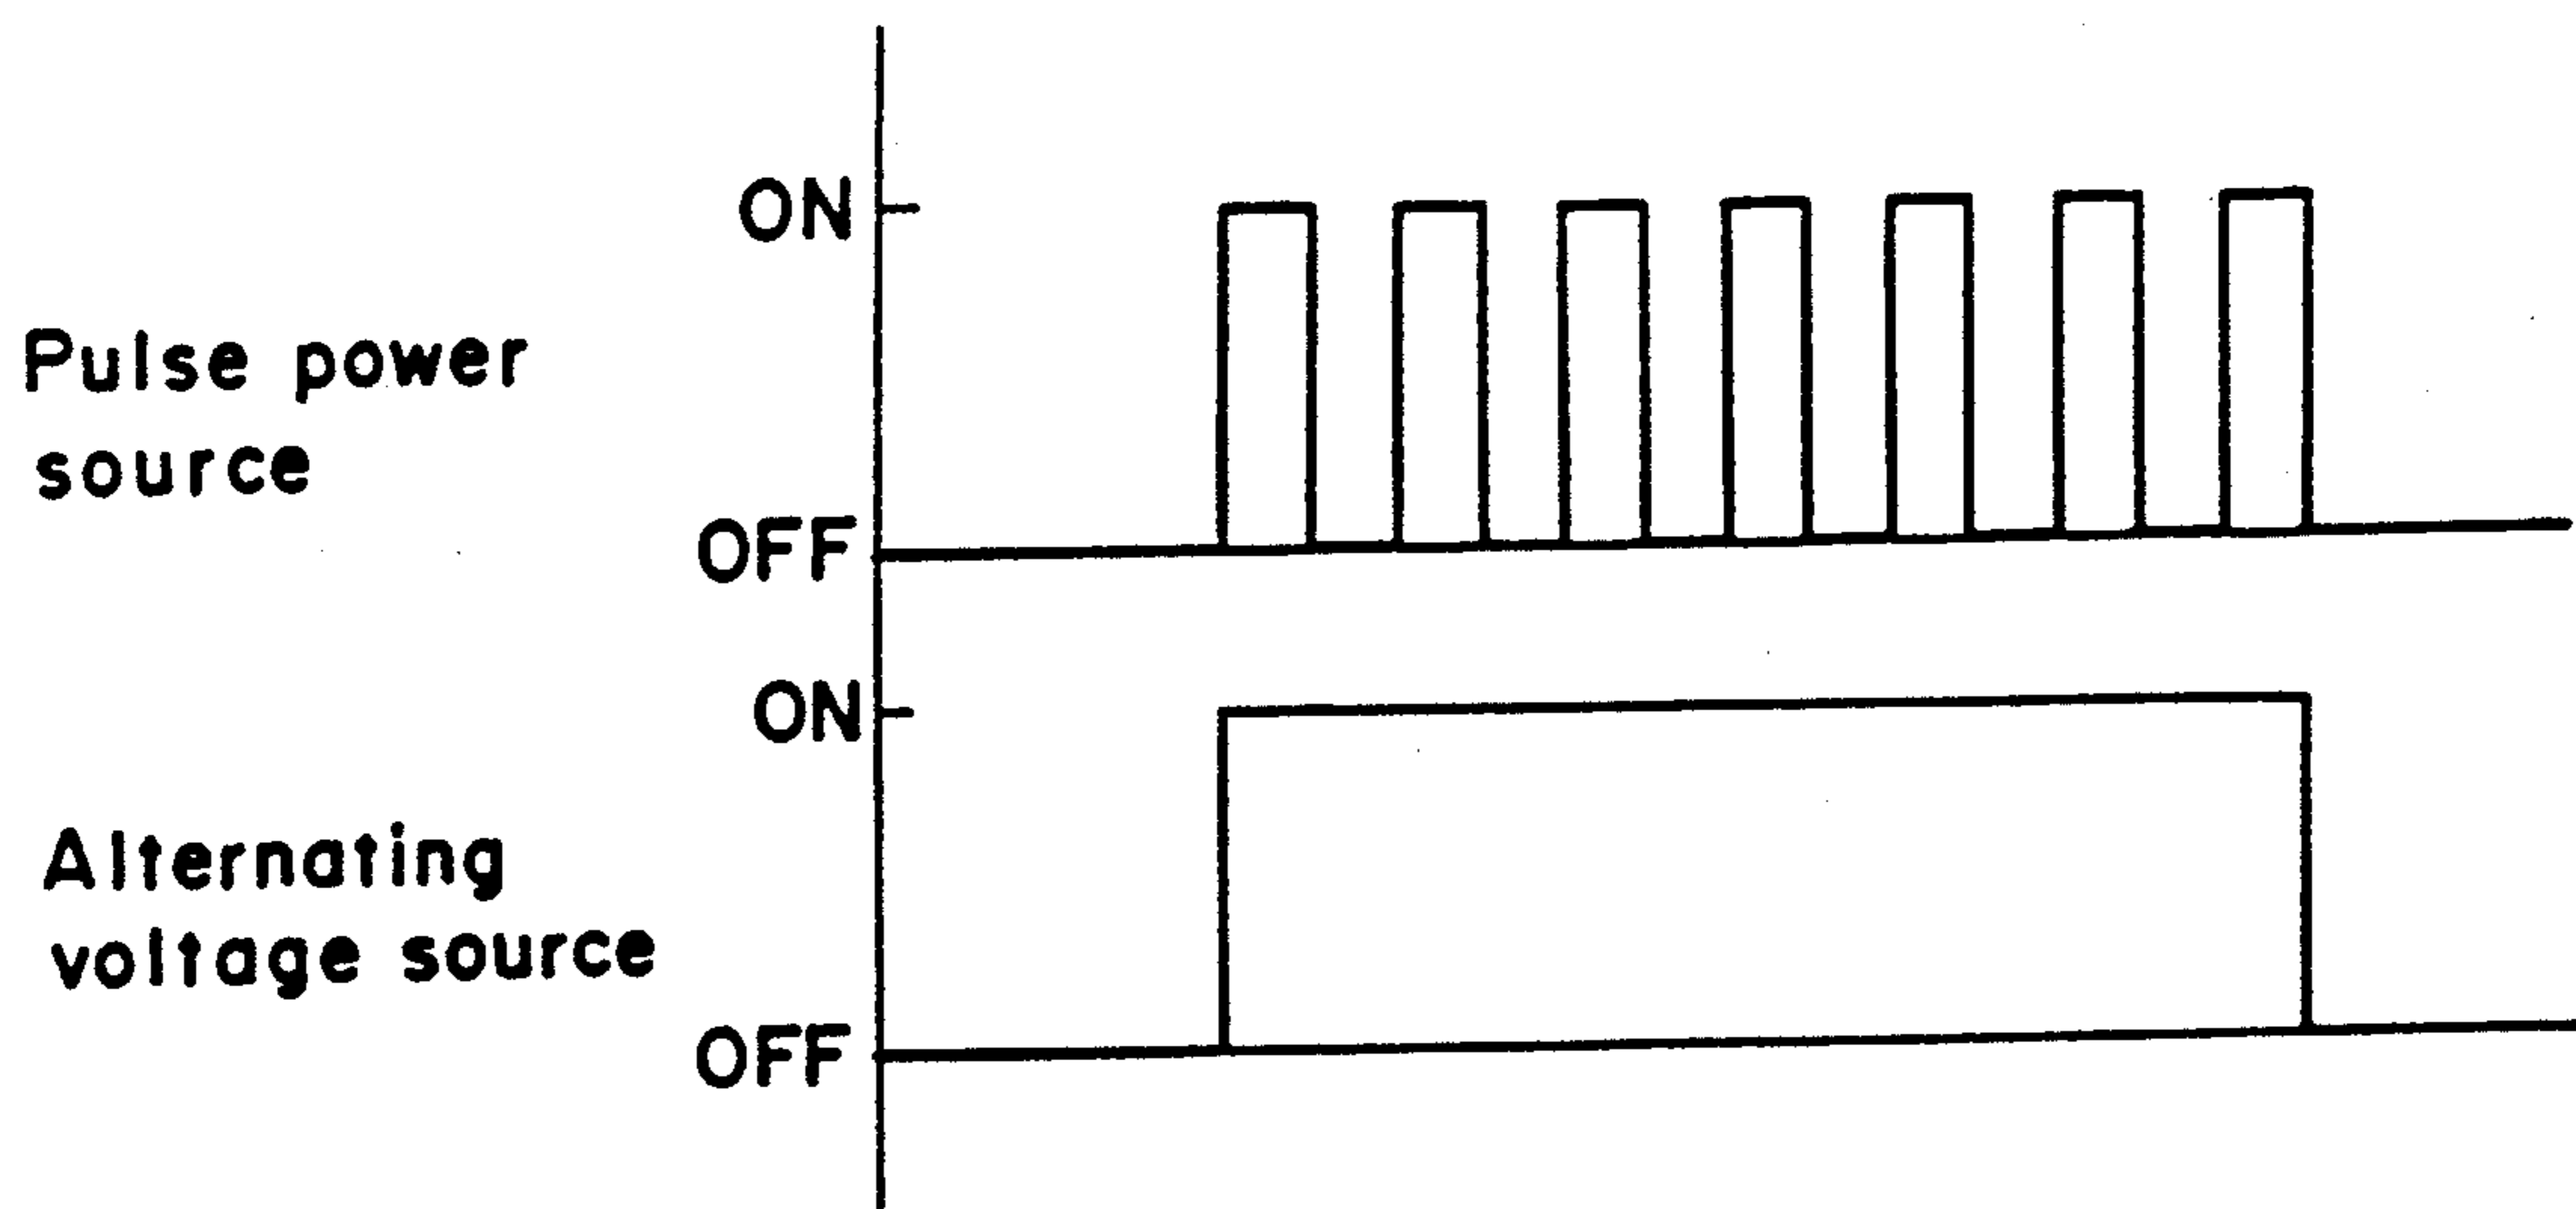 ON
Pulse power
source
OFF
ON
Alternating
voltage source
OFF